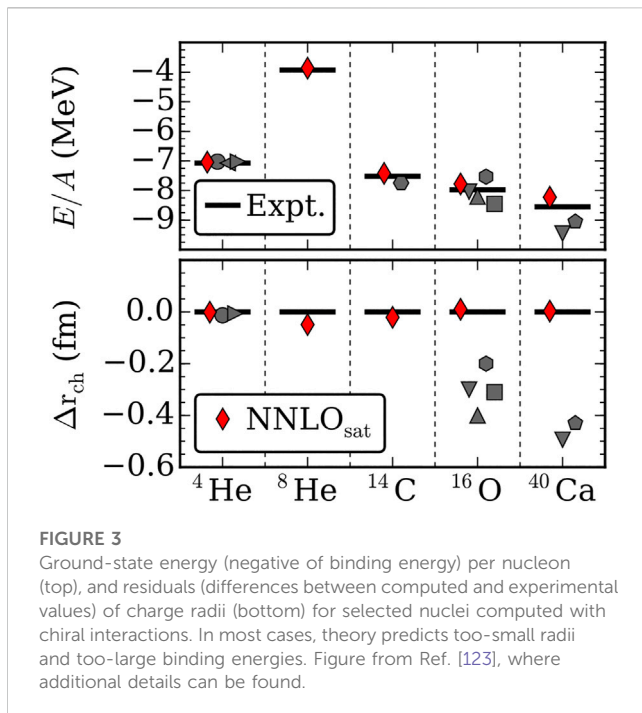 E/A (MeV)
−4
−5
−6
−7
−8
−9
Expt.
Δr_ch (fm)
0.0
−0.2
−0.4
−0.6
NNLO_sat
⁴He ⁸He ¹⁴C ¹⁶O ⁴⁰Ca
FIGURE 3
Ground-state energy (negative of binding energy) per nucleon
(top), and residuals (differences between computed and experimental
values) of charge radii (bottom) for selected nuclei computed with
chiral interactions. In most cases, theory predicts too-small radii
and too-large binding energies. Figure from Ref. [123], where
additional details can be found.